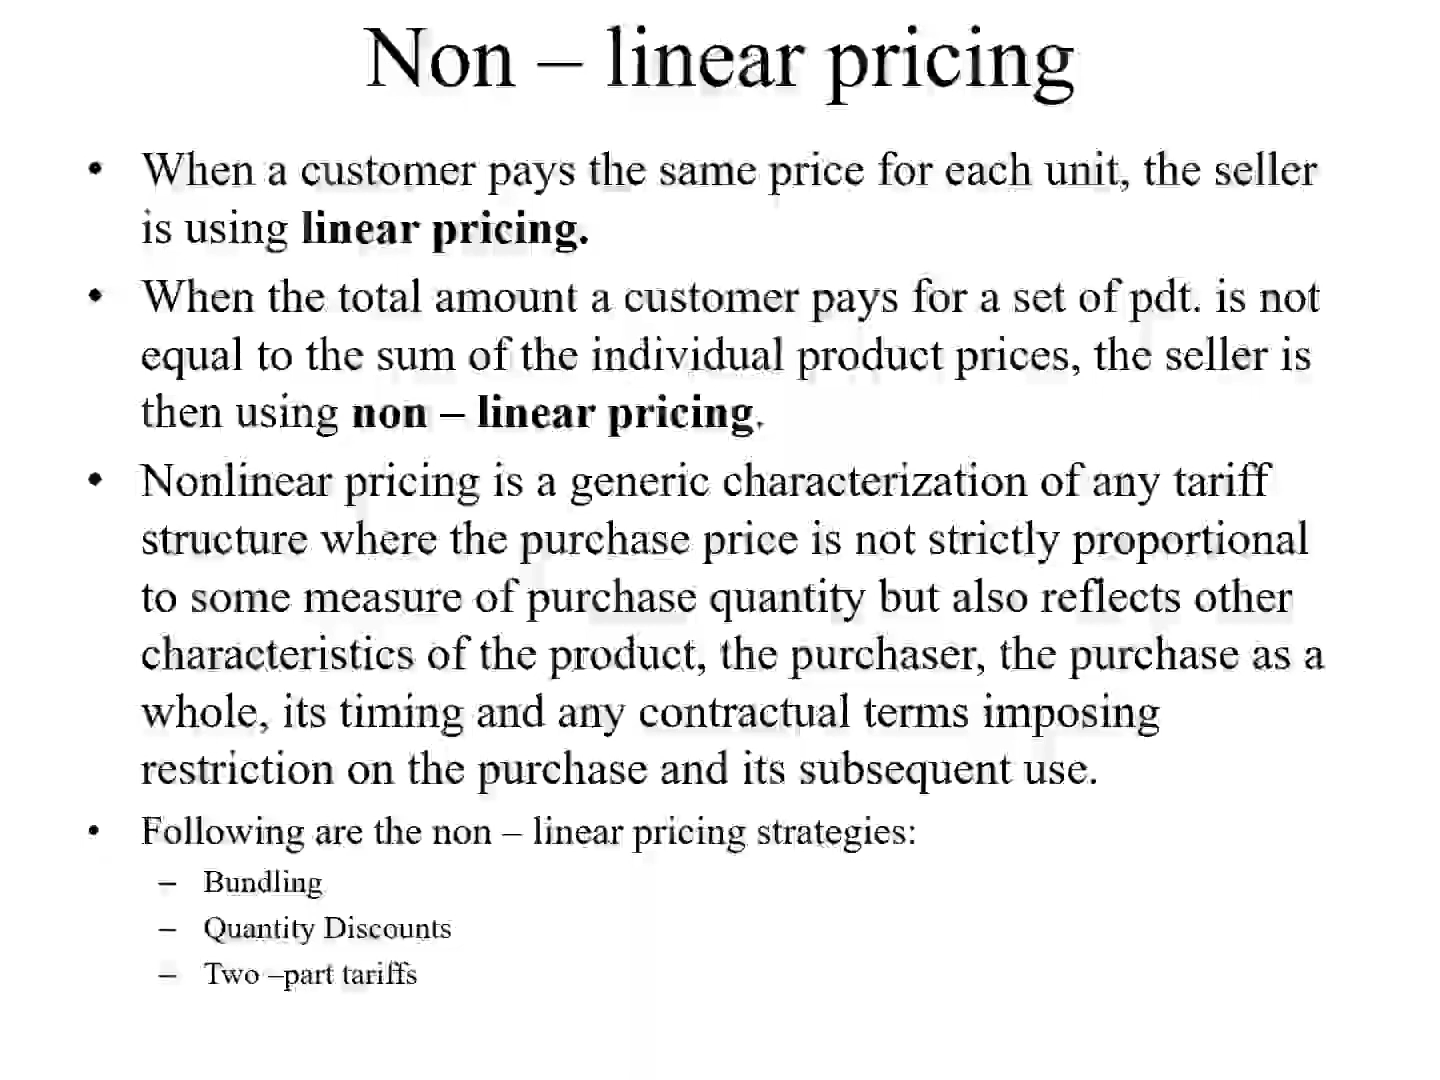 Non – linear pricing
• When a customer pays the same price for each unit, the seller
is using linear pricing.
• When the total amount a customer pays for a set of pdt. is not
equal to the sum of the individual product prices, the seller is
then using non – linear pricing.
• Nonlinear pricing is a generic characterization of any tariff
structure where the purchase price is not strictly proportional
to some measure of purchase quantity but also reflects other
characteristics of the product, the purchaser, the purchase as a
whole, its timing and any contractual terms imposing
restriction on the purchase and its subsequent use.
• Following are the non – linear pricing strategies:
– Bundling
– Quantity Discounts
– Two –part tariffs